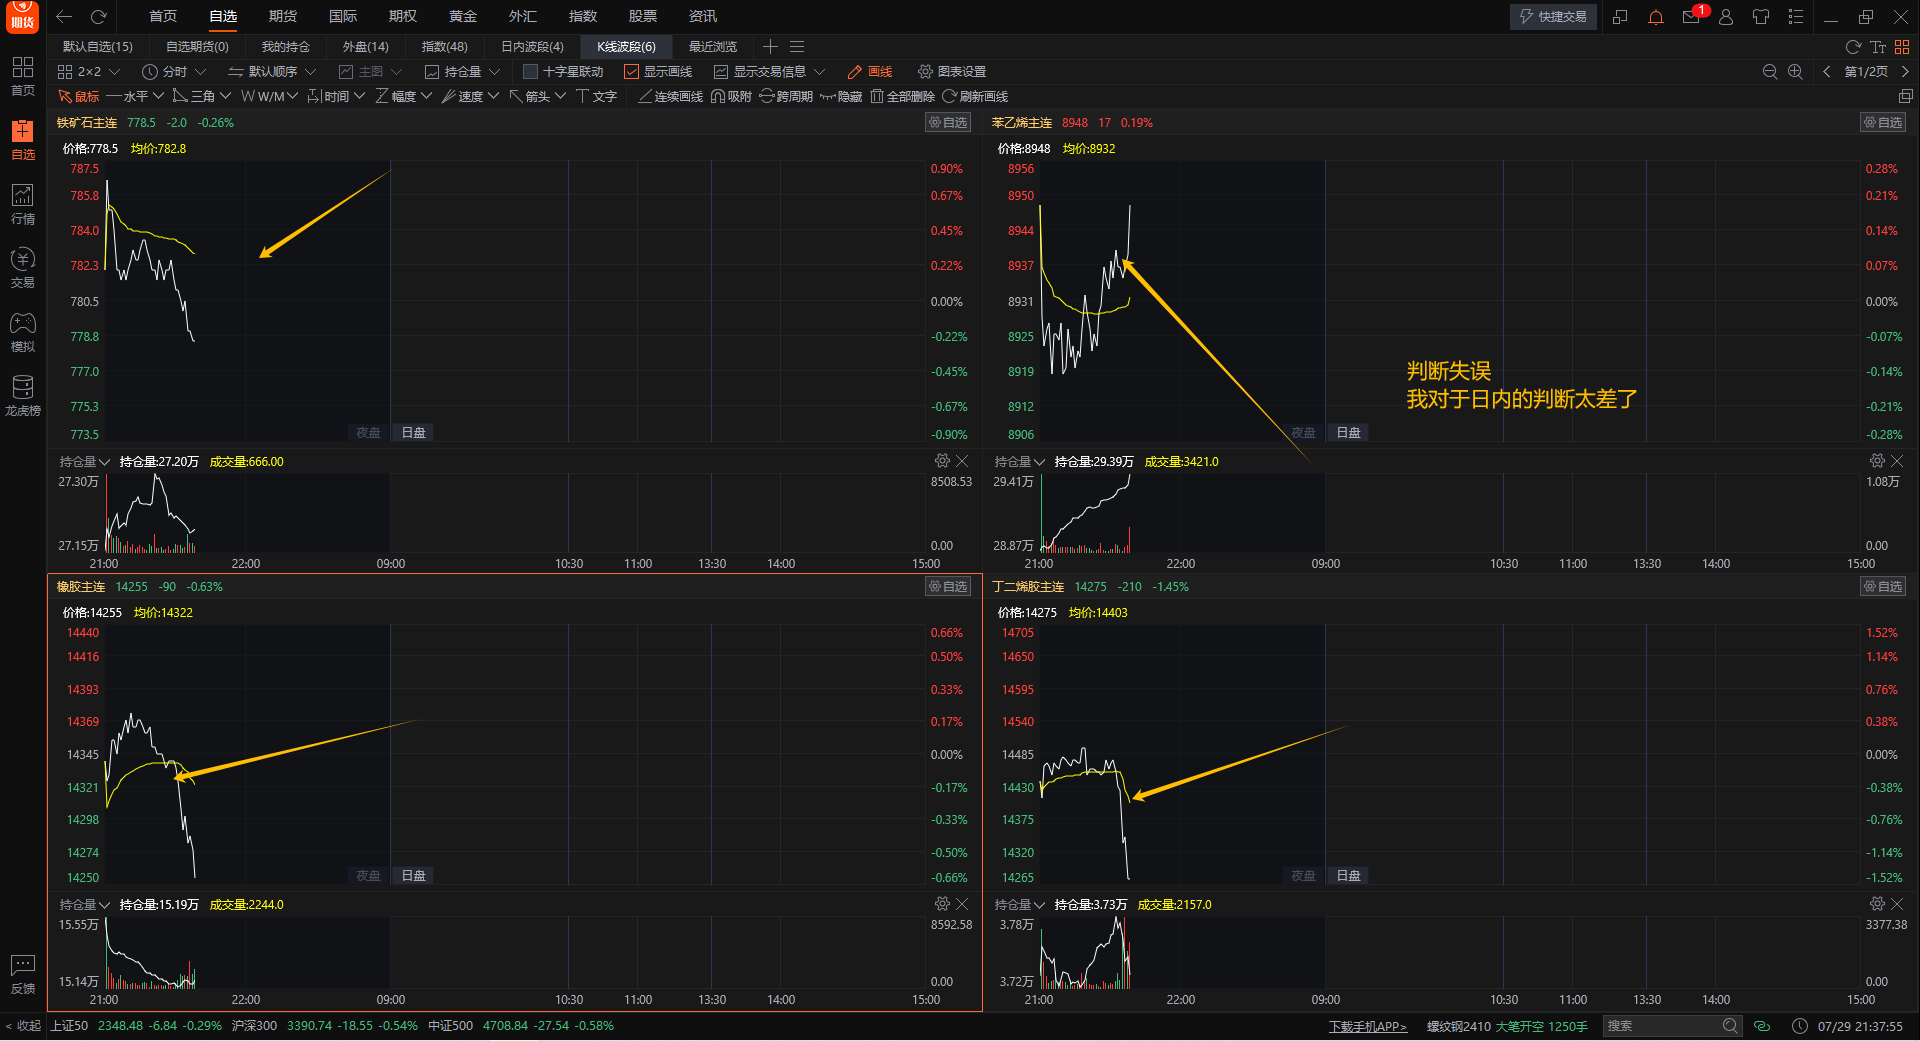 期货 首页 自选 期货 国际 期权 黄金 外汇 指数 股票 资讯 快捷交易 1
默认自选(15) 自选期货(0) 我的持仓 外盘(14) 指数(48) 日内波段(4) K线波段(6) 最近浏览
2×2 分时 默认顺序 主图 持仓量 十字星联动 显示画线 显示交易信息 画线 图表设置 第1/2页
鼠标 水平 三角 W/M 时间 幅度 速度 箭头 文字 连续画线 吸附 跨周期 隐藏 全部删除 刷新画线
首页
自选
行情
交易
模拟
龙虎榜
反馈
铁矿石主连 778.5 -2.0 -0.26% 自选
价格:778.5 均价:782.8
787.5 0.90%
785.8 0.67%
784.0 0.45%
782.3 0.22%
780.5 0.00%
778.8 -0.22%
777.0 -0.45%
775.3 -0.67%
773.5 夜盘 日盘 -0.90%
持仓量 持仓量:27.20万 成交量:666.00
27.30万 8508.53
27.15万 0.00
21:00 22:00 09:00 10:30 11:00 13:30 14:00 15:00
苯乙烯主连 8948 17 0.19% 自选
价格:8948 均价:8932
8956 0.28%
8950 0.21%
8944 0.14%
8937 0.07%
8931 0.00%
8925 -0.07%
8919 -0.14%
8912 -0.21%
8906 夜盘 日盘 -0.28%
判断失误
我对于日内的判断太差了
持仓量 持仓量:29.39万 成交量:3421.0
29.41万 1.08万
28.87万 0.00
21:00 22:00 09:00 10:30 11:00 13:30 14:00 15:00
橡胶主连 14255 -90 -0.63% 自选
价格:14255 均价:14322
14440 0.66%
14416 0.50%
14393 0.33%
14369 0.17%
14345 0.00%
14321 -0.17%
14298 -0.33%
14274 -0.50%
14250 夜盘 日盘 -0.66%
持仓量 持仓量:15.19万 成交量:2244.0
15.55万 8592.58
15.14万 0.00
21:00 22:00 09:00 10:30 11:00 13:30 14:00 15:00
丁二烯胶主连 14275 -210 -1.45% 自选
价格:14275 均价:14403
14705 1.52%
14650 1.14%
14595 0.76%
14540 0.38%
14485 0.00%
14430 -0.38%
14375 -0.76%
14320 -1.14%
14265 夜盘 日盘 -1.52%
持仓量 持仓量:3.73万 成交量:2157.0
3.78万 3377.38
3.72万 0.00
21:00 22:00 09:00 10:30 11:00 13:30 14:00 15:00
< 收起 上证50 2348.48 -6.84 -0.29% 沪深300 3390.74 -18.55 -0.54% 中证500 4708.84 -27.54 -0.58% 下载手机APP> 螺纹钢2410 大笔开空 1250手 搜索 07/29 21:37:55